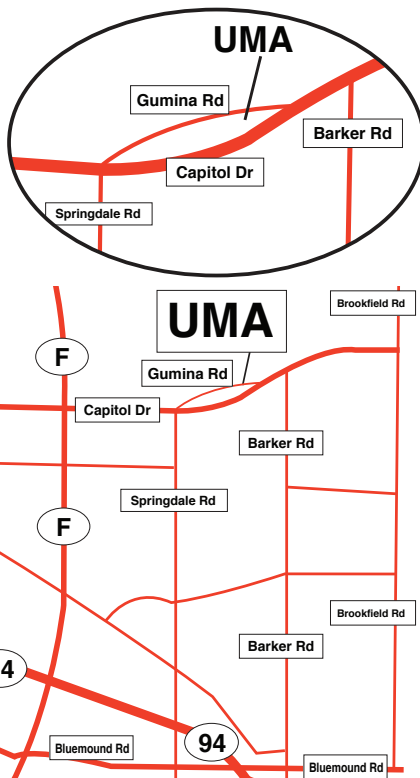 UMA
Gumina Rd
Barker Rd
Capitol Dr
Springdale Rd
Brookfield Rd
UMA
F
Gumina Rd
Capitol Dr
Barker Rd
Springdale Rd
F
Brookfield Rd
Barker Rd
4
94
Bluemound Rd
Bluemound Rd